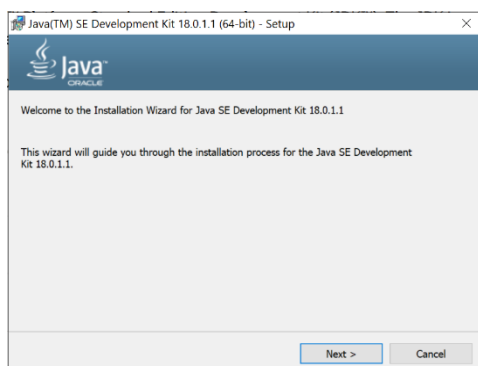 Java(TM) SE Development Kit 18.0.1.1 (64-bit) - Setup
Java™
ORACLE
Welcome to the Installation Wizard for Java SE Development Kit 18.0.1.1
This wizard will guide you through the installation process for the Java SE Development
Kit 18.0.1.1.
Next >
Cancel